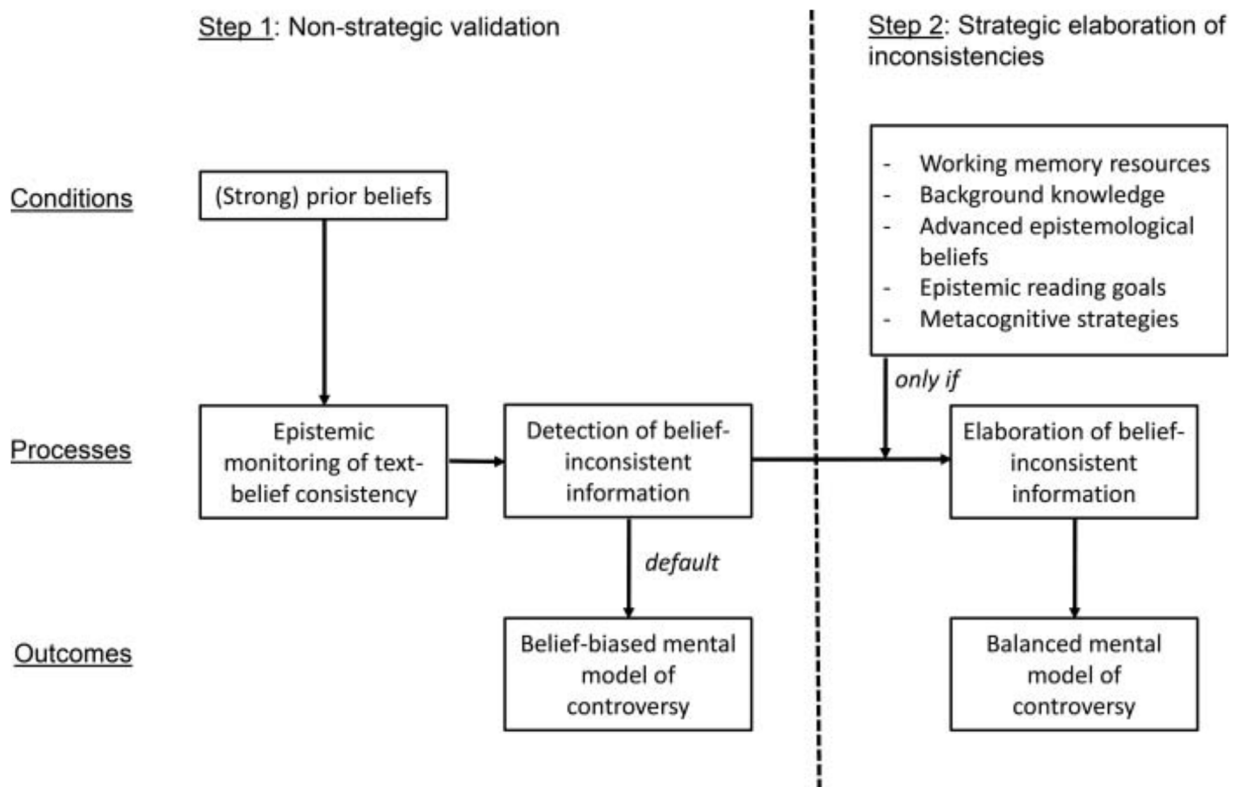 Step 1: Non-strategic validation
Step 2: Strategic elaboration of
inconsistencies
Conditions
(Strong) prior beliefs
- Working memory resources
- Background knowledge
- Advanced epistemological
beliefs
- Epistemic reading goals
- Metacognitive strategies
only if
Processes
Epistemic
monitoring of text-
belief consistency
Detection of belief-
inconsistent
information
Elaboration of belief-
inconsistent
information
default
Outcomes
Belief-biased mental
model of
controversy
Balanced mental
model of
controversy